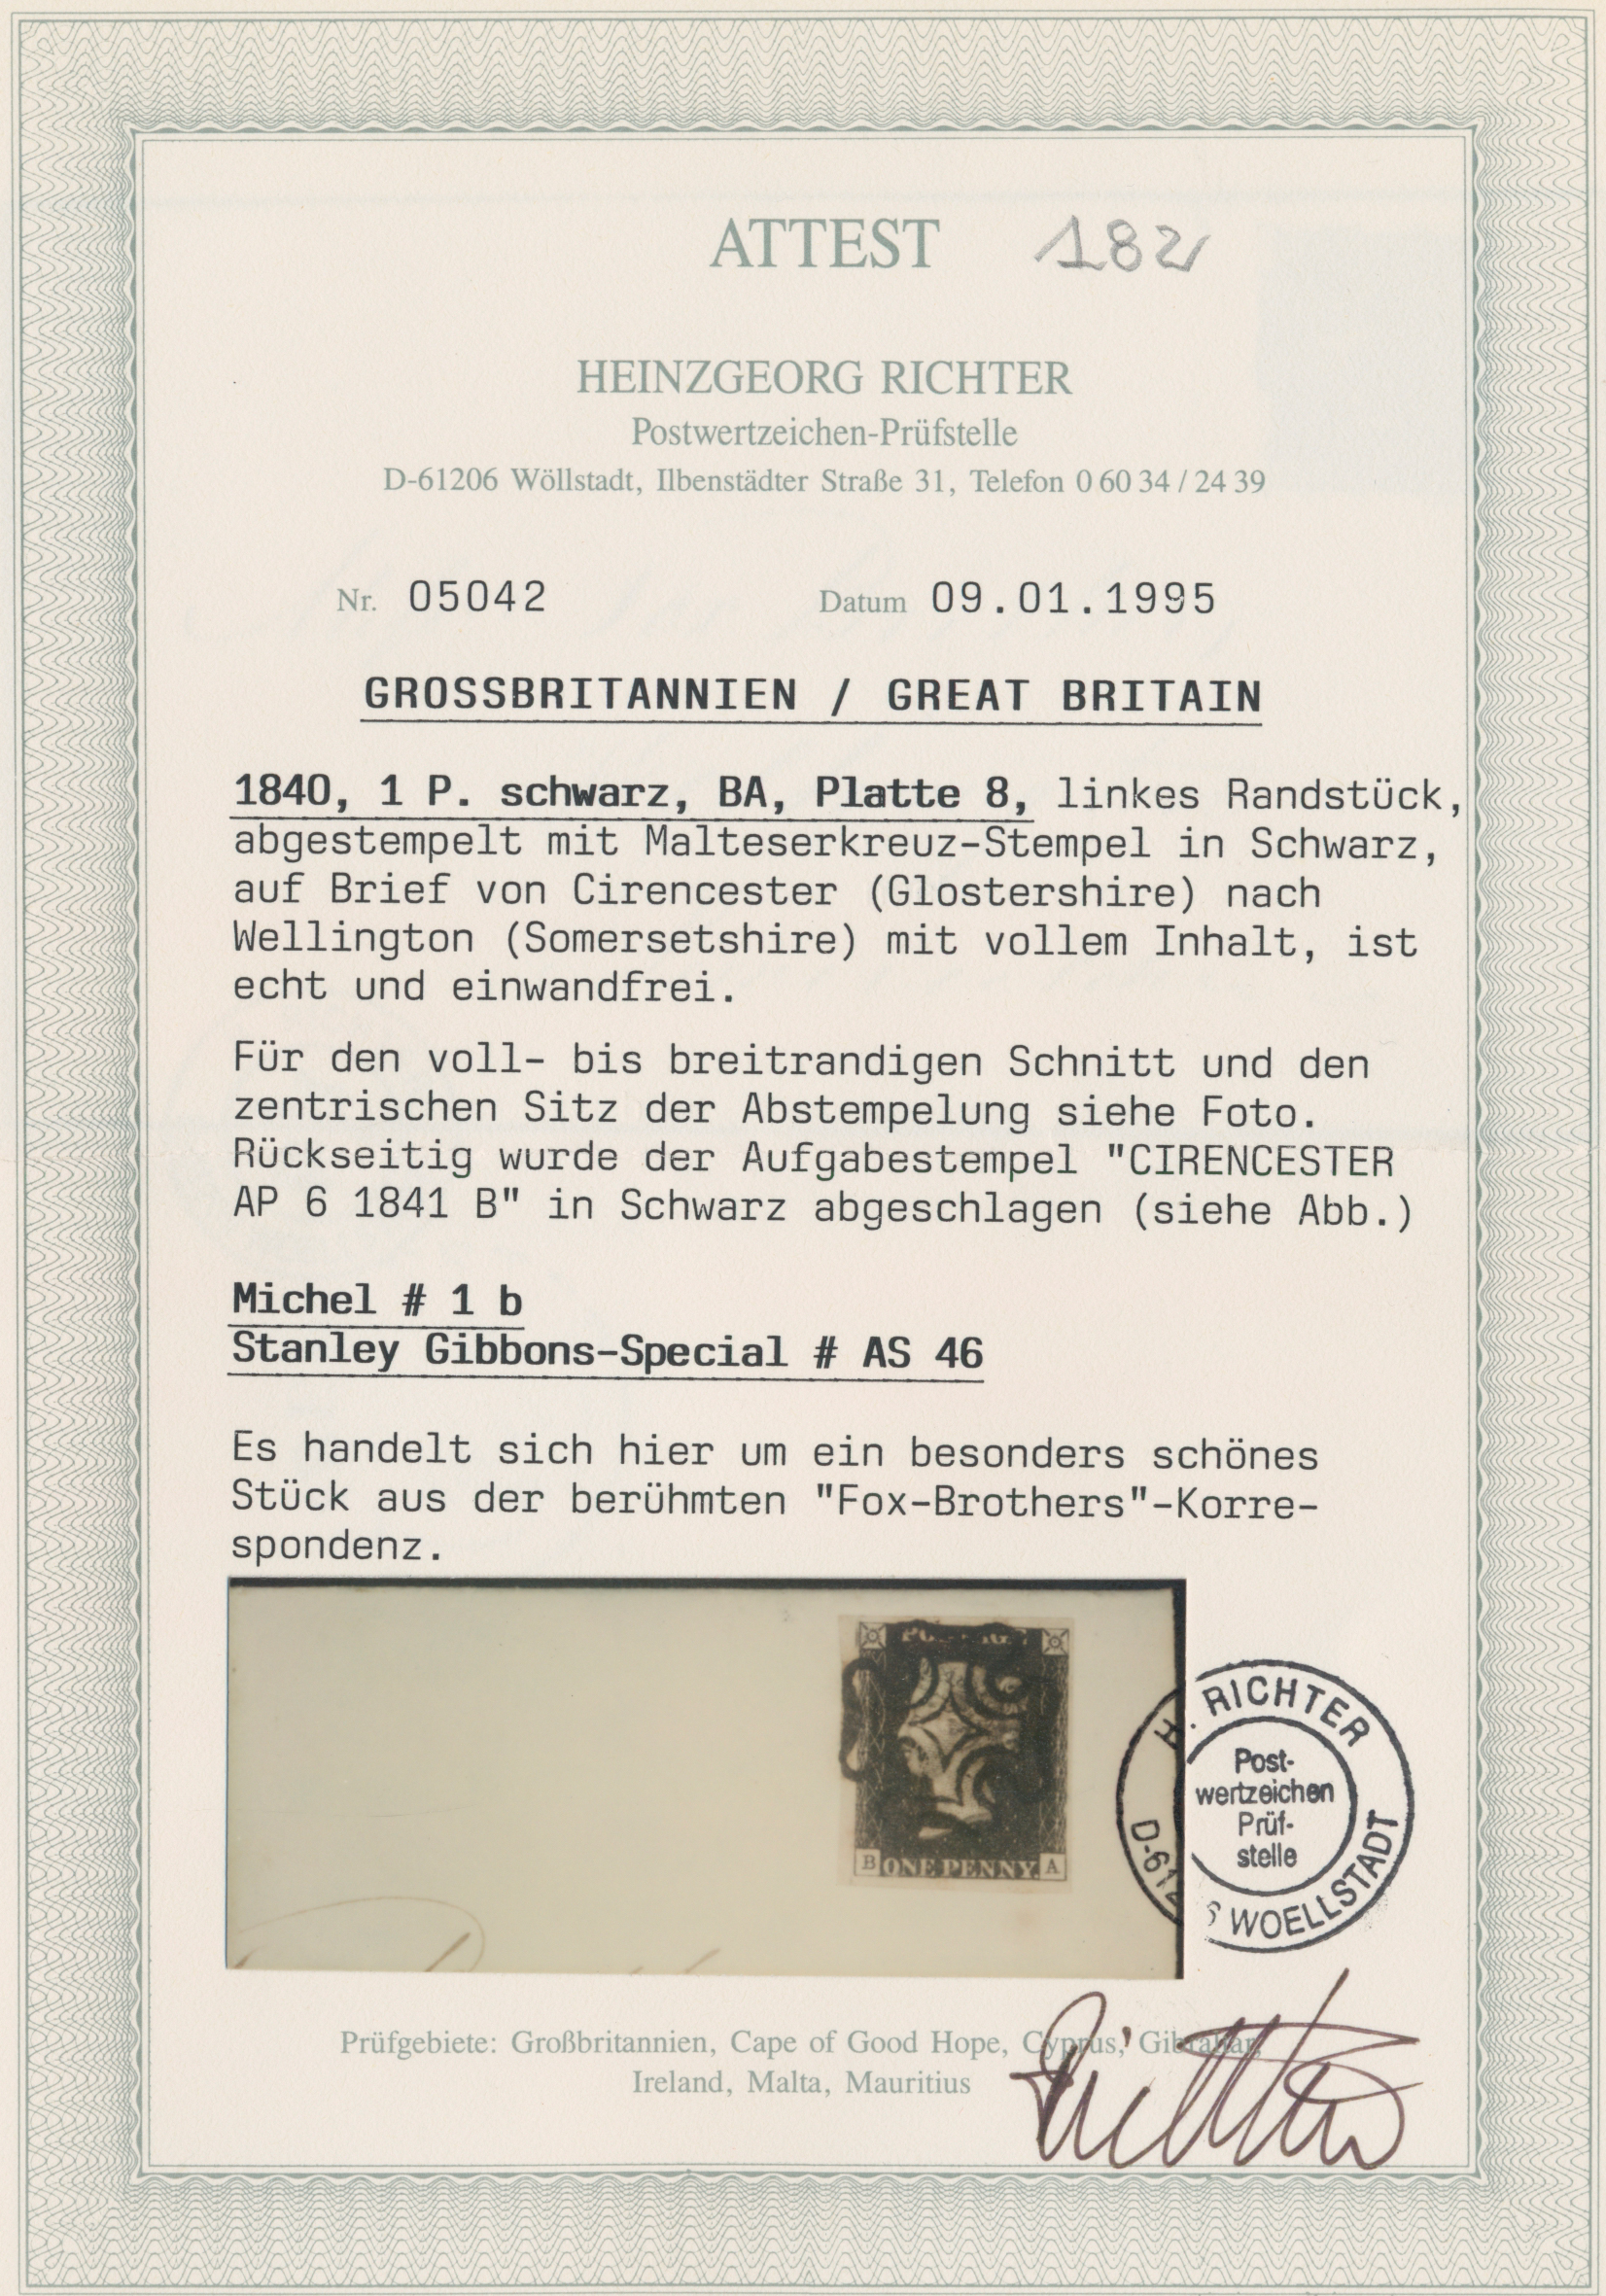 ATTEST 182
HEINZGEORG RICHTER
Postwertzeichen-Prüfstelle
D-61206 Wöllstadt, Ilbenstädter Straße 31, Telefon 0 60 34 / 24 39
Nr. 05042 Datum 09.01.1995
GROSSBRITANNIEN / GREAT BRITAIN
1840, 1 P. schwarz, BA, Platte 8, linkes Randstück,
abgestempelt mit Malteserkreuz-Stempel in Schwarz,
auf Brief von Cirencester (Glostershire) nach
Wellington (Somersetshire) mit vollem Inhalt, ist
echt und einwandfrei.
Für den voll- bis breitrandigen Schnitt und den
zentrischen Sitz der Abstempelung siehe Foto.
Rückseitig wurde der Aufgabestempel "CIRENCESTER
AP 6 1841 B" in Schwarz abgeschlagen (siehe Abb.)
Michel # 1 b
Stanley Gibbons-Special # AS 46
Es handelt sich hier um ein besonders schönes
Stück aus der berühmten "Fox-Brothers"-Korre-
spondenz.
B ONE PENNY. A
H. RICHTER
Post-
wertzeichen
Prüf-
stelle
WOELLSTADT
Prüfgebiete: Großbritannien, Cape of Good Hope, Cyprus, Gibraltar,
Ireland, Malta, Mauritius